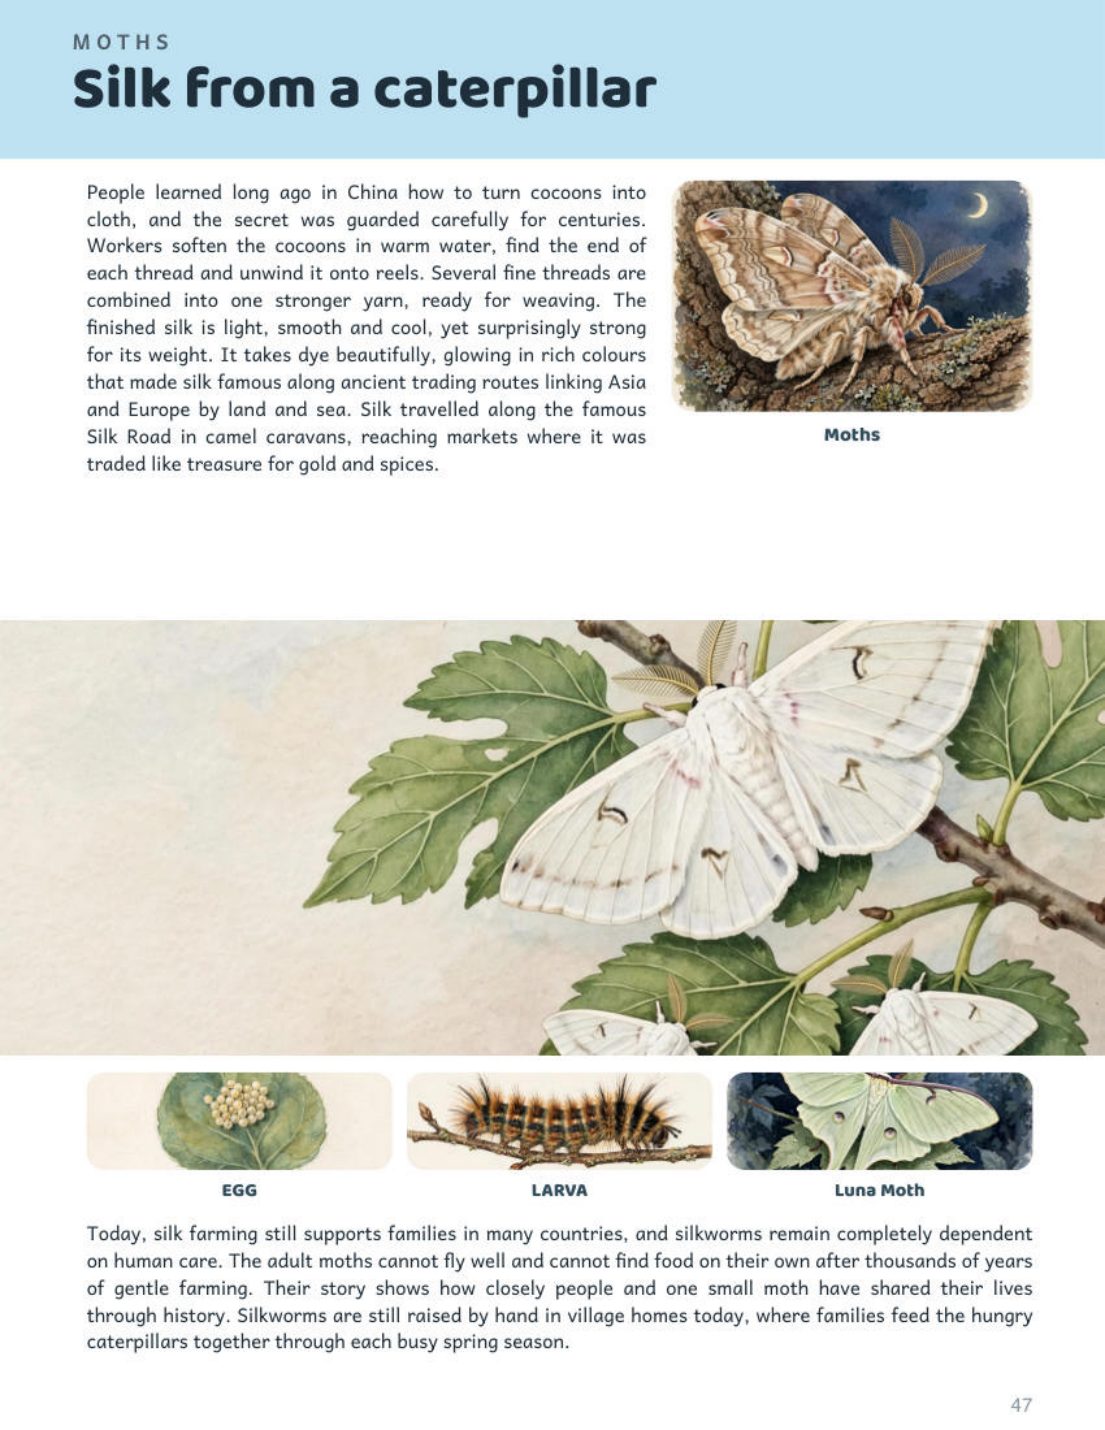 MOTHS
Silk from a caterpillar
People learned long ago in China how to turn cocoons into
cloth, and the secret was guarded carefully for centuries.
Workers soften the cocoons in warm water, find the end of
each thread and unwind it onto reels. Several fine threads are
combined into one stronger yarn, ready for weaving. The
finished silk is light, smooth and cool, yet surprisingly strong
for its weight. It takes dye beautifully, glowing in rich colours
that made silk famous along ancient trading routes linking Asia
and Europe by land and sea. Silk travelled along the famous
Silk Road in camel caravans, reaching markets where it was
traded like treasure for gold and spices.
Moths
EGG
LARVA
Luna Moth
Today, silk farming still supports families in many countries, and silkworms remain completely dependent
on human care. The adult moths cannot fly well and cannot find food on their own after thousands of years
of gentle farming. Their story shows how closely people and one small moth have shared their lives
through history. Silkworms are still raised by hand in village homes today, where families feed the hungry
caterpillars together through each busy spring season.
47